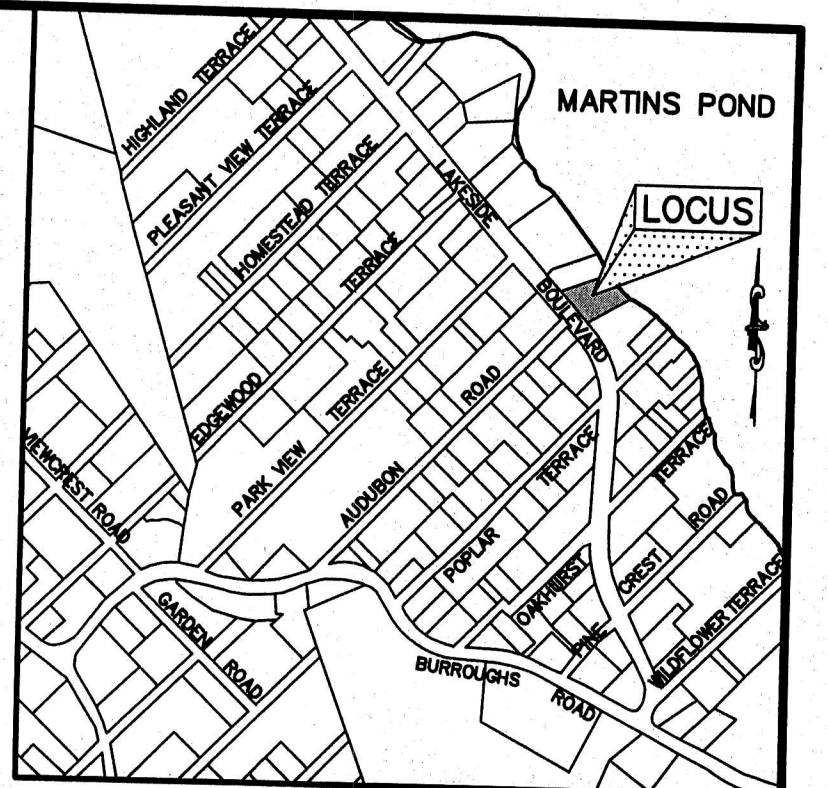 HIGHLAND TERRACE
PLEASANT VIEW TERRACE
HOMESTEAD TERRACE
MARTINS POND
LAKESIDE BOULEVARD
LOCUS
EDGEWOOD TERRACE
PARK VIEW TERRACE
AUDUBON ROAD
VIEWCREST ROAD
POPLAR TERRACE
OAKHURST TERRACE
PINE CREST ROAD
WILDFLOWER TERRACE
GARDEN ROAD
BURROUGHS ROAD